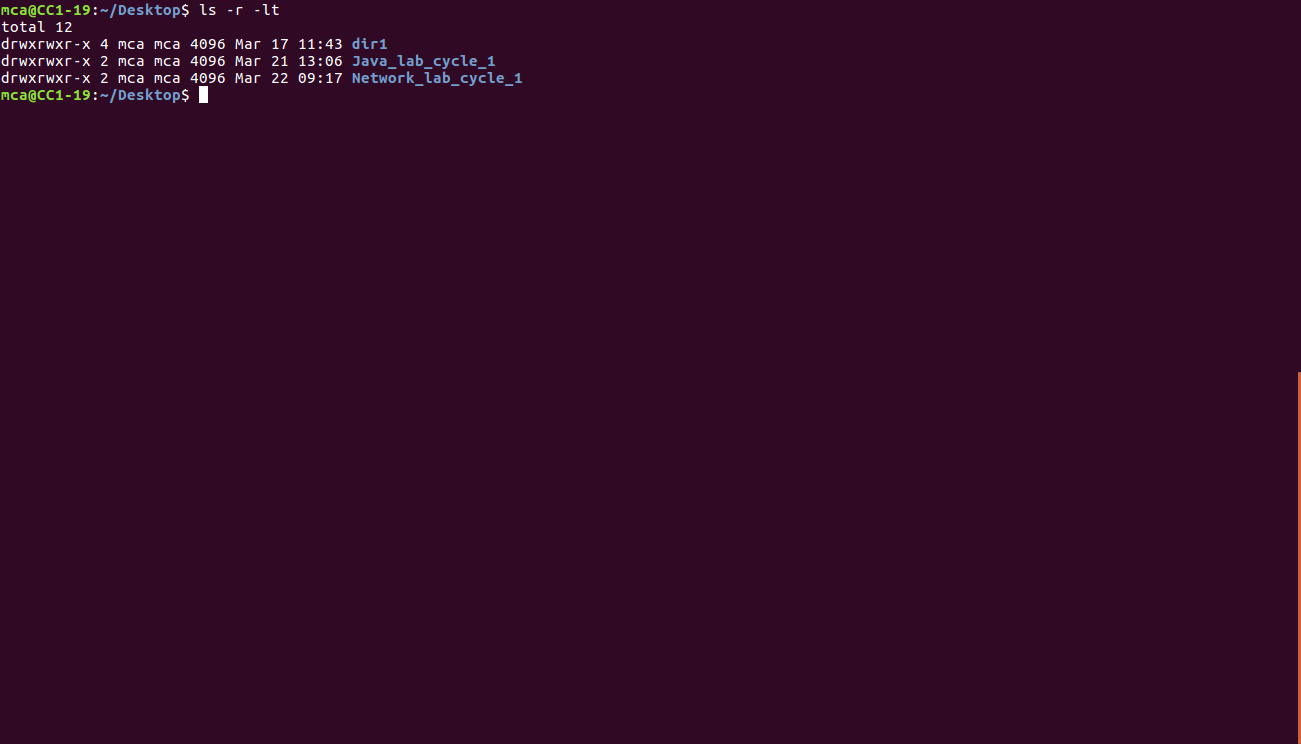 mca@CC1-19:~/Desktop$ ls -r -lt
total 12
drwxrwxr-x 4 mca mca 4096 Mar 17 11:43 dir1
drwxrwxr-x 2 mca mca 4096 Mar 21 13:06 Java_lab_cycle_1
drwxrwxr-x 2 mca mca 4096 Mar 22 09:17 Network_lab_cycle_1
mca@CC1-19:~/Desktop$